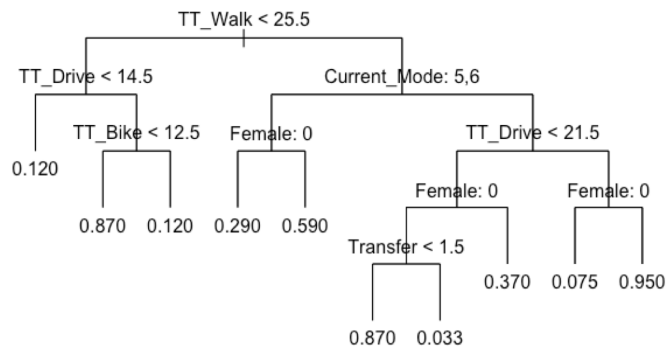 TT_Walk < 25.5
TT_Drive < 14.5
Current_Mode: 5,6
TT_Bike < 12.5
Female: 0
TT_Drive < 21.5
0.120
Female: 0
Female: 0
0.870
0.120
0.290
0.590
Transfer < 1.5
0.370
0.075
0.950
0.870
0.033